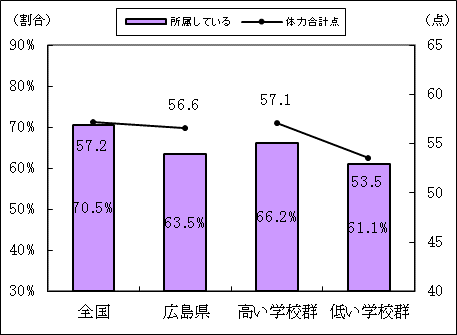 (割合)
所属している
体力合計点
(点)
90%
80%
70%
60%
50%
40%
30%
65
60
55
50
45
40
57.2
56.6
57.1
53.5
70.5%
63.5%
66.2%
61.1%
全国
広島県
高い学校群
低い学校群